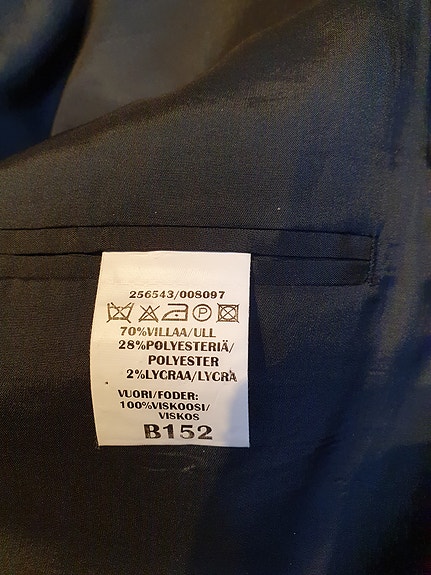 256543/008097
P
70%VILLAA/ULL
28%POLYESTERIÄ/
POLYESTER
2%LYCRAA/LYCRA
VUORI/FODER:
100%VISKOOSI/
VISKOS
B152